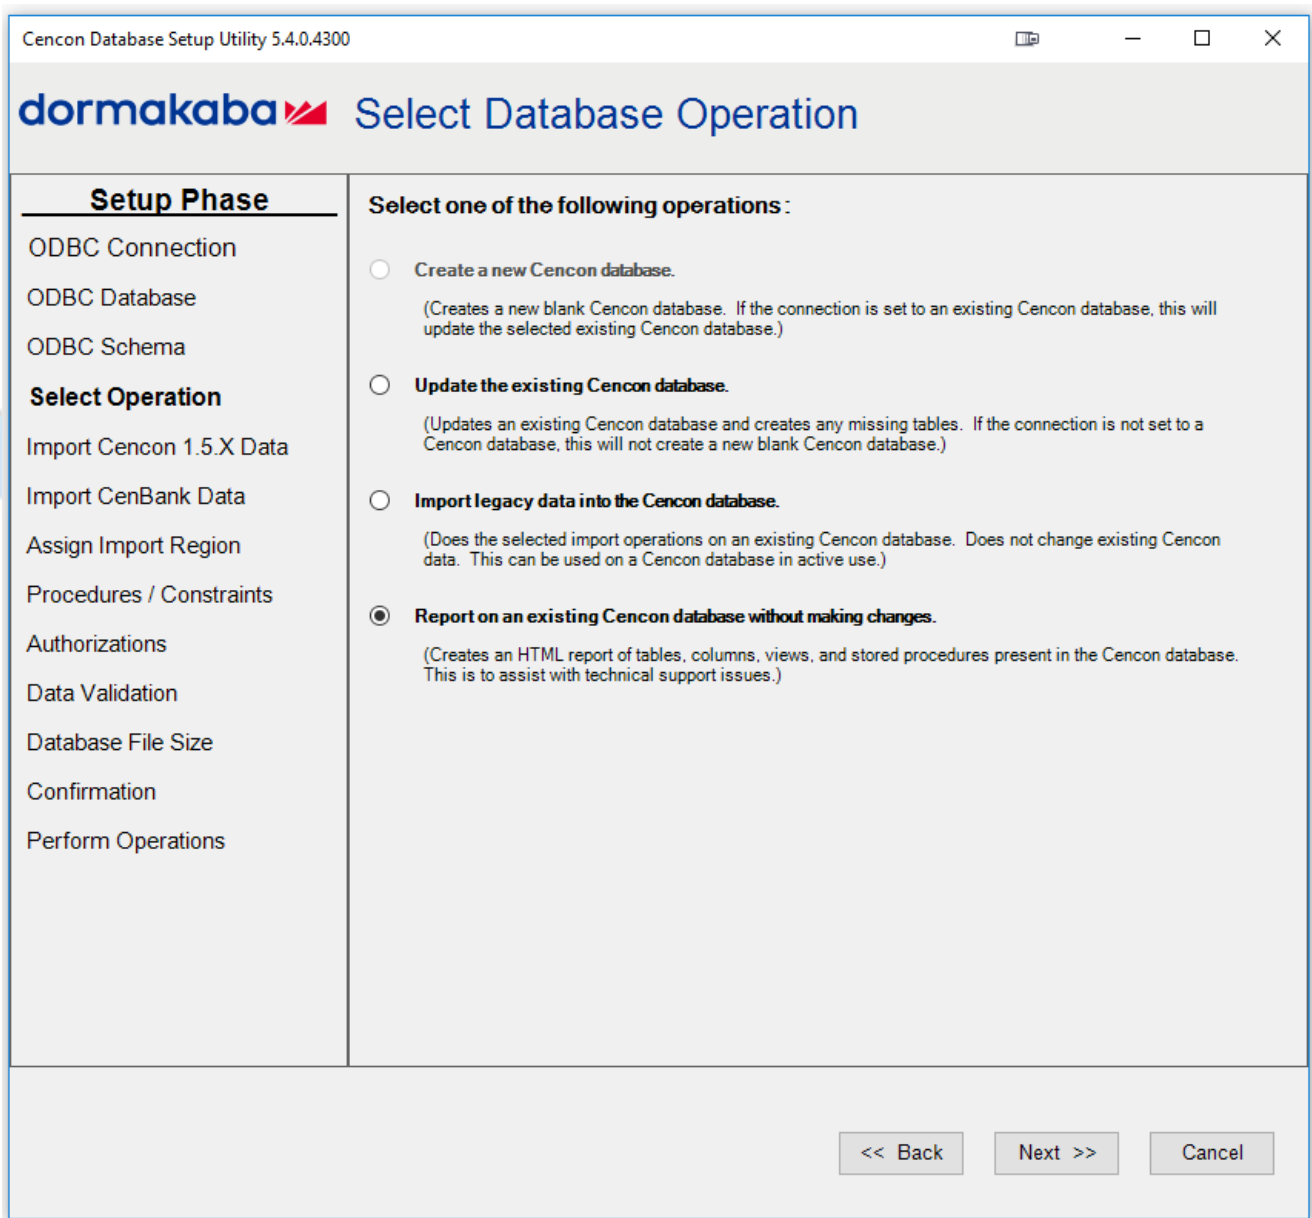 Cencon Database Setup Utility 5.4.0.4300
dormakaba
Select Database Operation
Setup Phase
ODBC Connection
ODBC Database
ODBC Schema
Select Operation
Import Cencon 1.5.X Data
Import CenBank Data
Assign Import Region
Procedures / Constraints
Authorizations
Data Validation
Database File Size
Confirmation
Perform Operations
Select one of the following operations:
Create a new Cencon database.
(Creates a new blank Cencon database. If the connection is set to an existing Cencon database, this will
update the selected existing Cencon database.)
Update the existing Cencon database.
(Updates an existing Cencon database and creates any missing tables. If the connection is not set to a
Cencon database, this will not create a new blank Cencon database.)
Import legacy data into the Cencon database.
(Does the selected import operations on an existing Cencon database. Does not change existing Cencon
data. This can be used on a Cencon database in active use.)
Report on an existing Cencon database without making changes.
(Creates an HTML report of tables, columns, views, and stored procedures present in the Cencon database.
This is to assist with technical support issues.)
<< Back
Next >>
Cancel